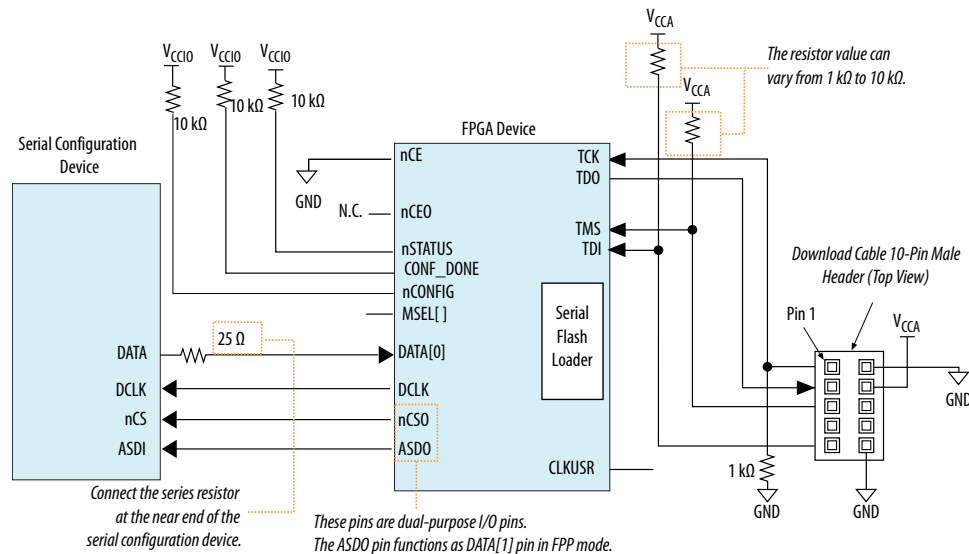 VCCA
The resistor value can
vary from 1 kΩ to 10 kΩ.
VCCIO
VCCIO
VCCIO
VCCA
10 kΩ
10 kΩ
10 kΩ
Serial Configuration
Device
FPGA Device
nCE
TCK
TDO
GND
N.C.
nCEO
TMS
nSTATUS
TDI
CONF_DONE
nCONFIG
MSEL[ ]
Serial
Flash
Loader
Download Cable 10-Pin Male
Header (Top View)
Pin 1
VCCA
DATA
25 Ω
DATA[0]
DCLK
DCLK
GND
nCS
nCSO
ASDI
ASDO
CLKUSR
1 kΩ
GND
GND
Connect the series resistor
at the near end of the
serial configuration device.
These pins are dual-purpose I/O pins.
The ASDO pin functions as DATA[1] pin in FPP mode.